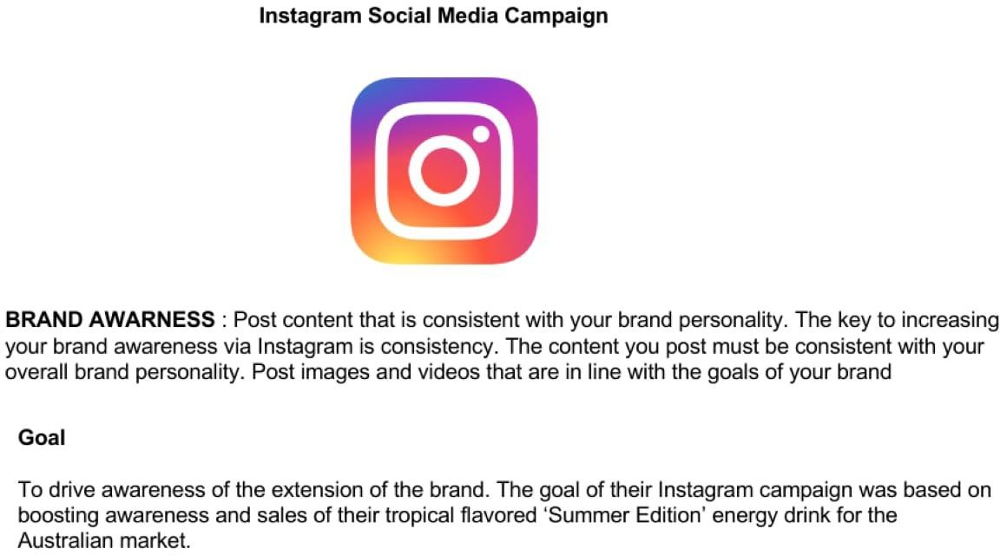 Instagram Social Media Campaign
BRAND AWARNESS : Post content that is consistent with your brand personality. The key to increasing
your brand awareness via Instagram is consistency. The content you post must be consistent with your
overall brand personality. Post images and videos that are in line with the goals of your brand
Goal
To drive awareness of the extension of the brand. The goal of their Instagram campaign was based on
boosting awareness and sales of their tropical flavored ‘Summer Edition’ energy drink for the
Australian market.